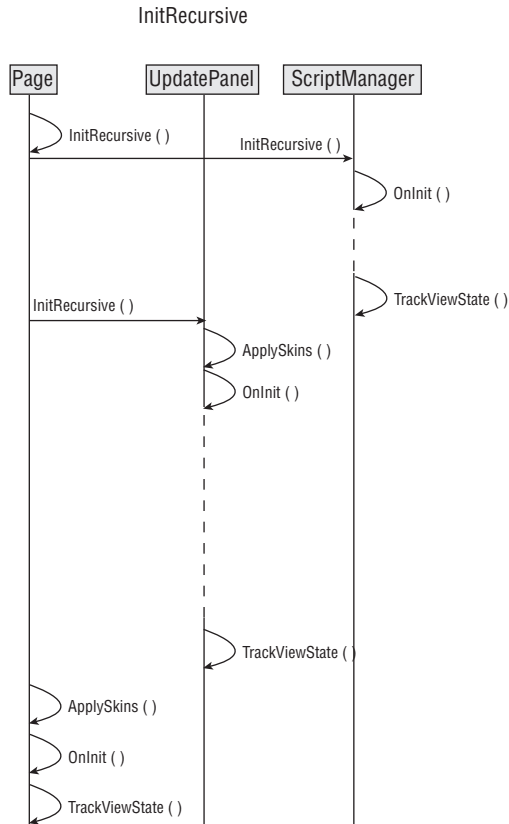 InitRecursive
Page
UpdatePanel
ScriptManager
InitRecursive ( )
InitRecursive ( )
OnInit ( )
TrackViewState ( )
InitRecursive ( )
ApplySkins ( )
OnInit ( )
TrackViewState ( )
ApplySkins ( )
OnInit ( )
TrackViewState ( )